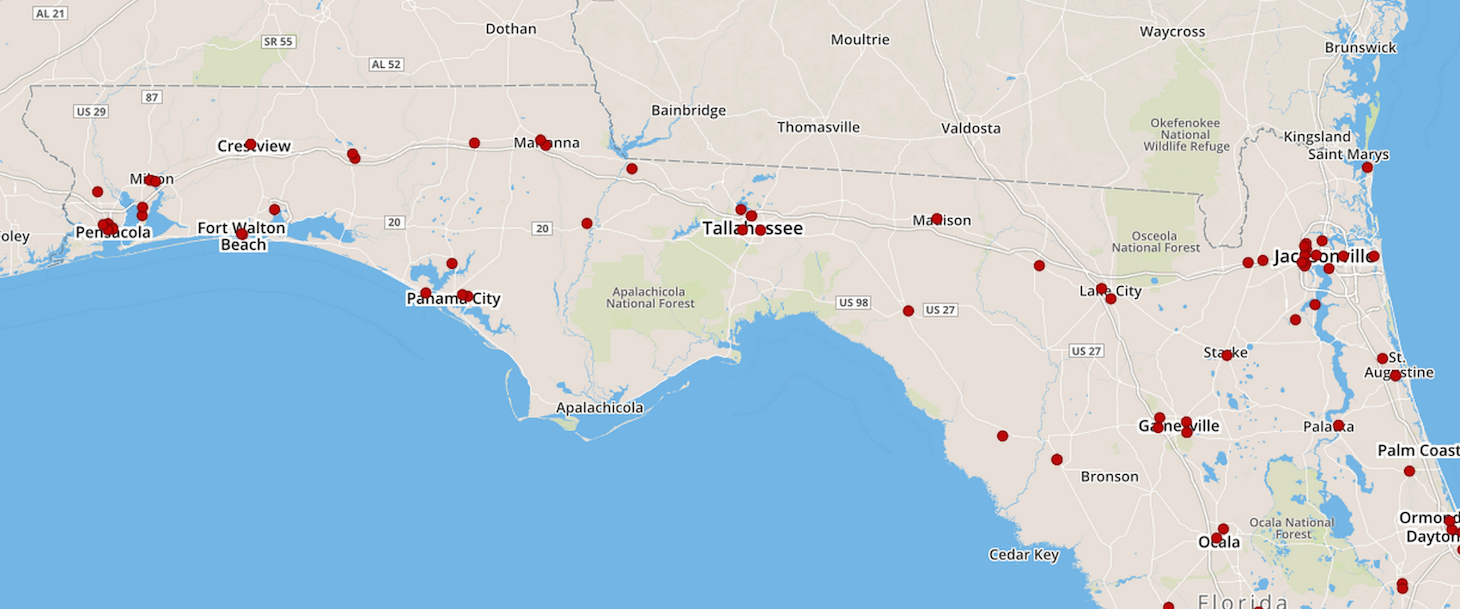 AL 21
Dothan
SR 55
AL 52
Moultrie
Waycross
Brunswick
87
US 29
Bainbridge
Thomasville
Valdosta
Okefenokee
National
Wildlife Refuge
Kingsland
Saint Marys
Crestview
Marianna
Milton
Pensacola
oley
Fort Walton
Beach
20
20
Tallahassee
Madison
Osceola
National Forest
Jacksonville
Panama City
Apalachicola
National Forest
US 98
US 27
Lake City
US 27
Starke
St.
Augustine
Apalachicola
Gainesville
Palatka
Palm Coast
Bronson
Ocala National
Forest
Ormond
Dayton
Ocala
Cedar Key
Florida